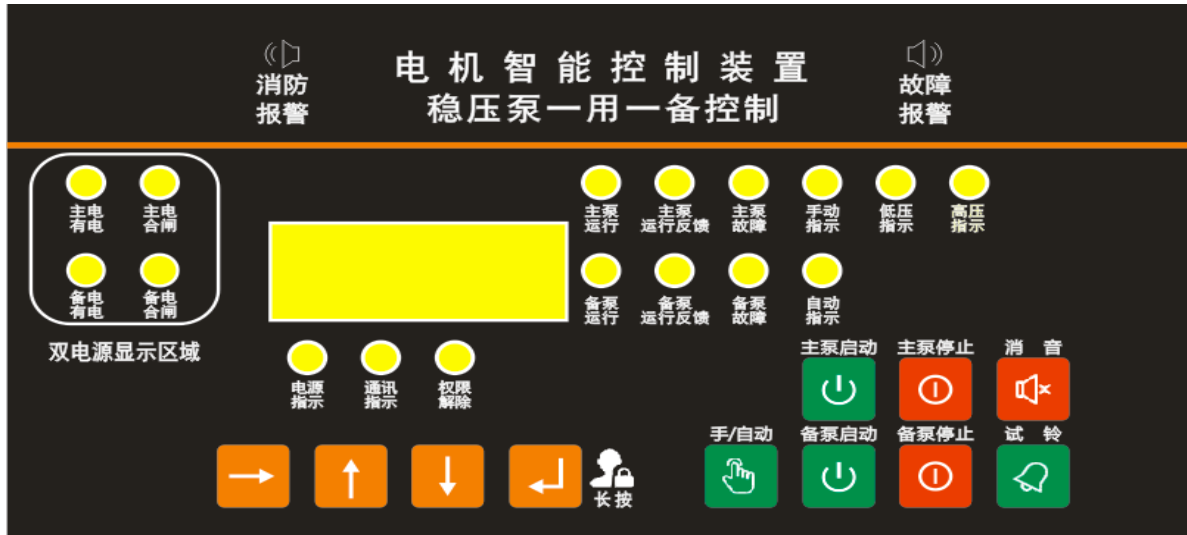 消防
报警
电机智能控制装置
稳压泵一用一备控制
故障
报警
主电
有电
主电
合闸
备电
有电
备电
合闸
双电源显示区域
主泵
运行
主泵
运行反馈
主泵
故障
手动
指示
低压
指示
高压
指示
备泵
运行
备泵
运行反馈
备泵
故障
自动
指示
电源
指示
通讯
指示
权限
解除
主泵启动
主泵停止
消音
手/自动
备泵启动
备泵停止
试铃
长按